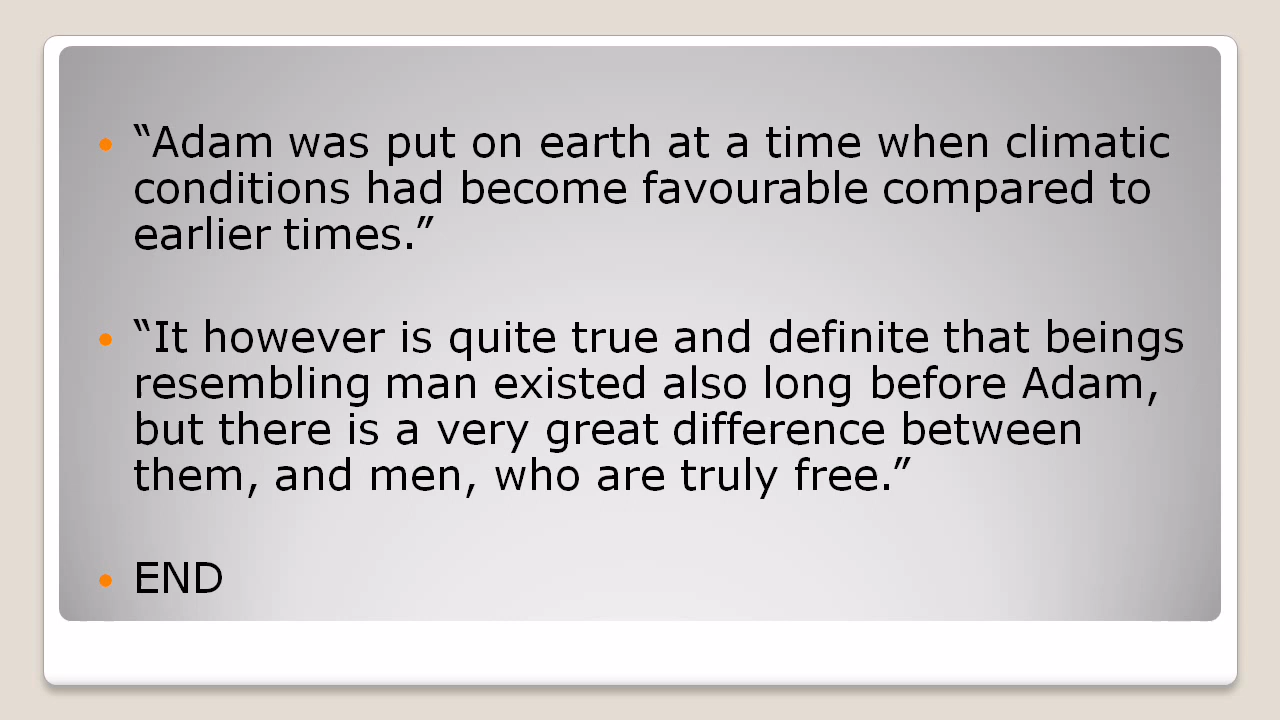 • “Adam was put on earth at a time when climatic
conditions had become favourable compared to
earlier times.”
• “It however is quite true and definite that beings
resembling man existed also long before Adam,
but there is a very great difference between
them, and men, who are truly free.”
• END